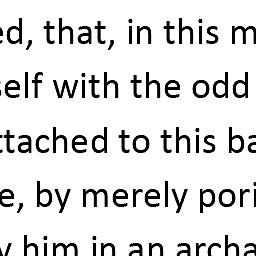 ed, that, in this m
self with the odd
ttached to this ba
e, by merely pori
y him in an archa